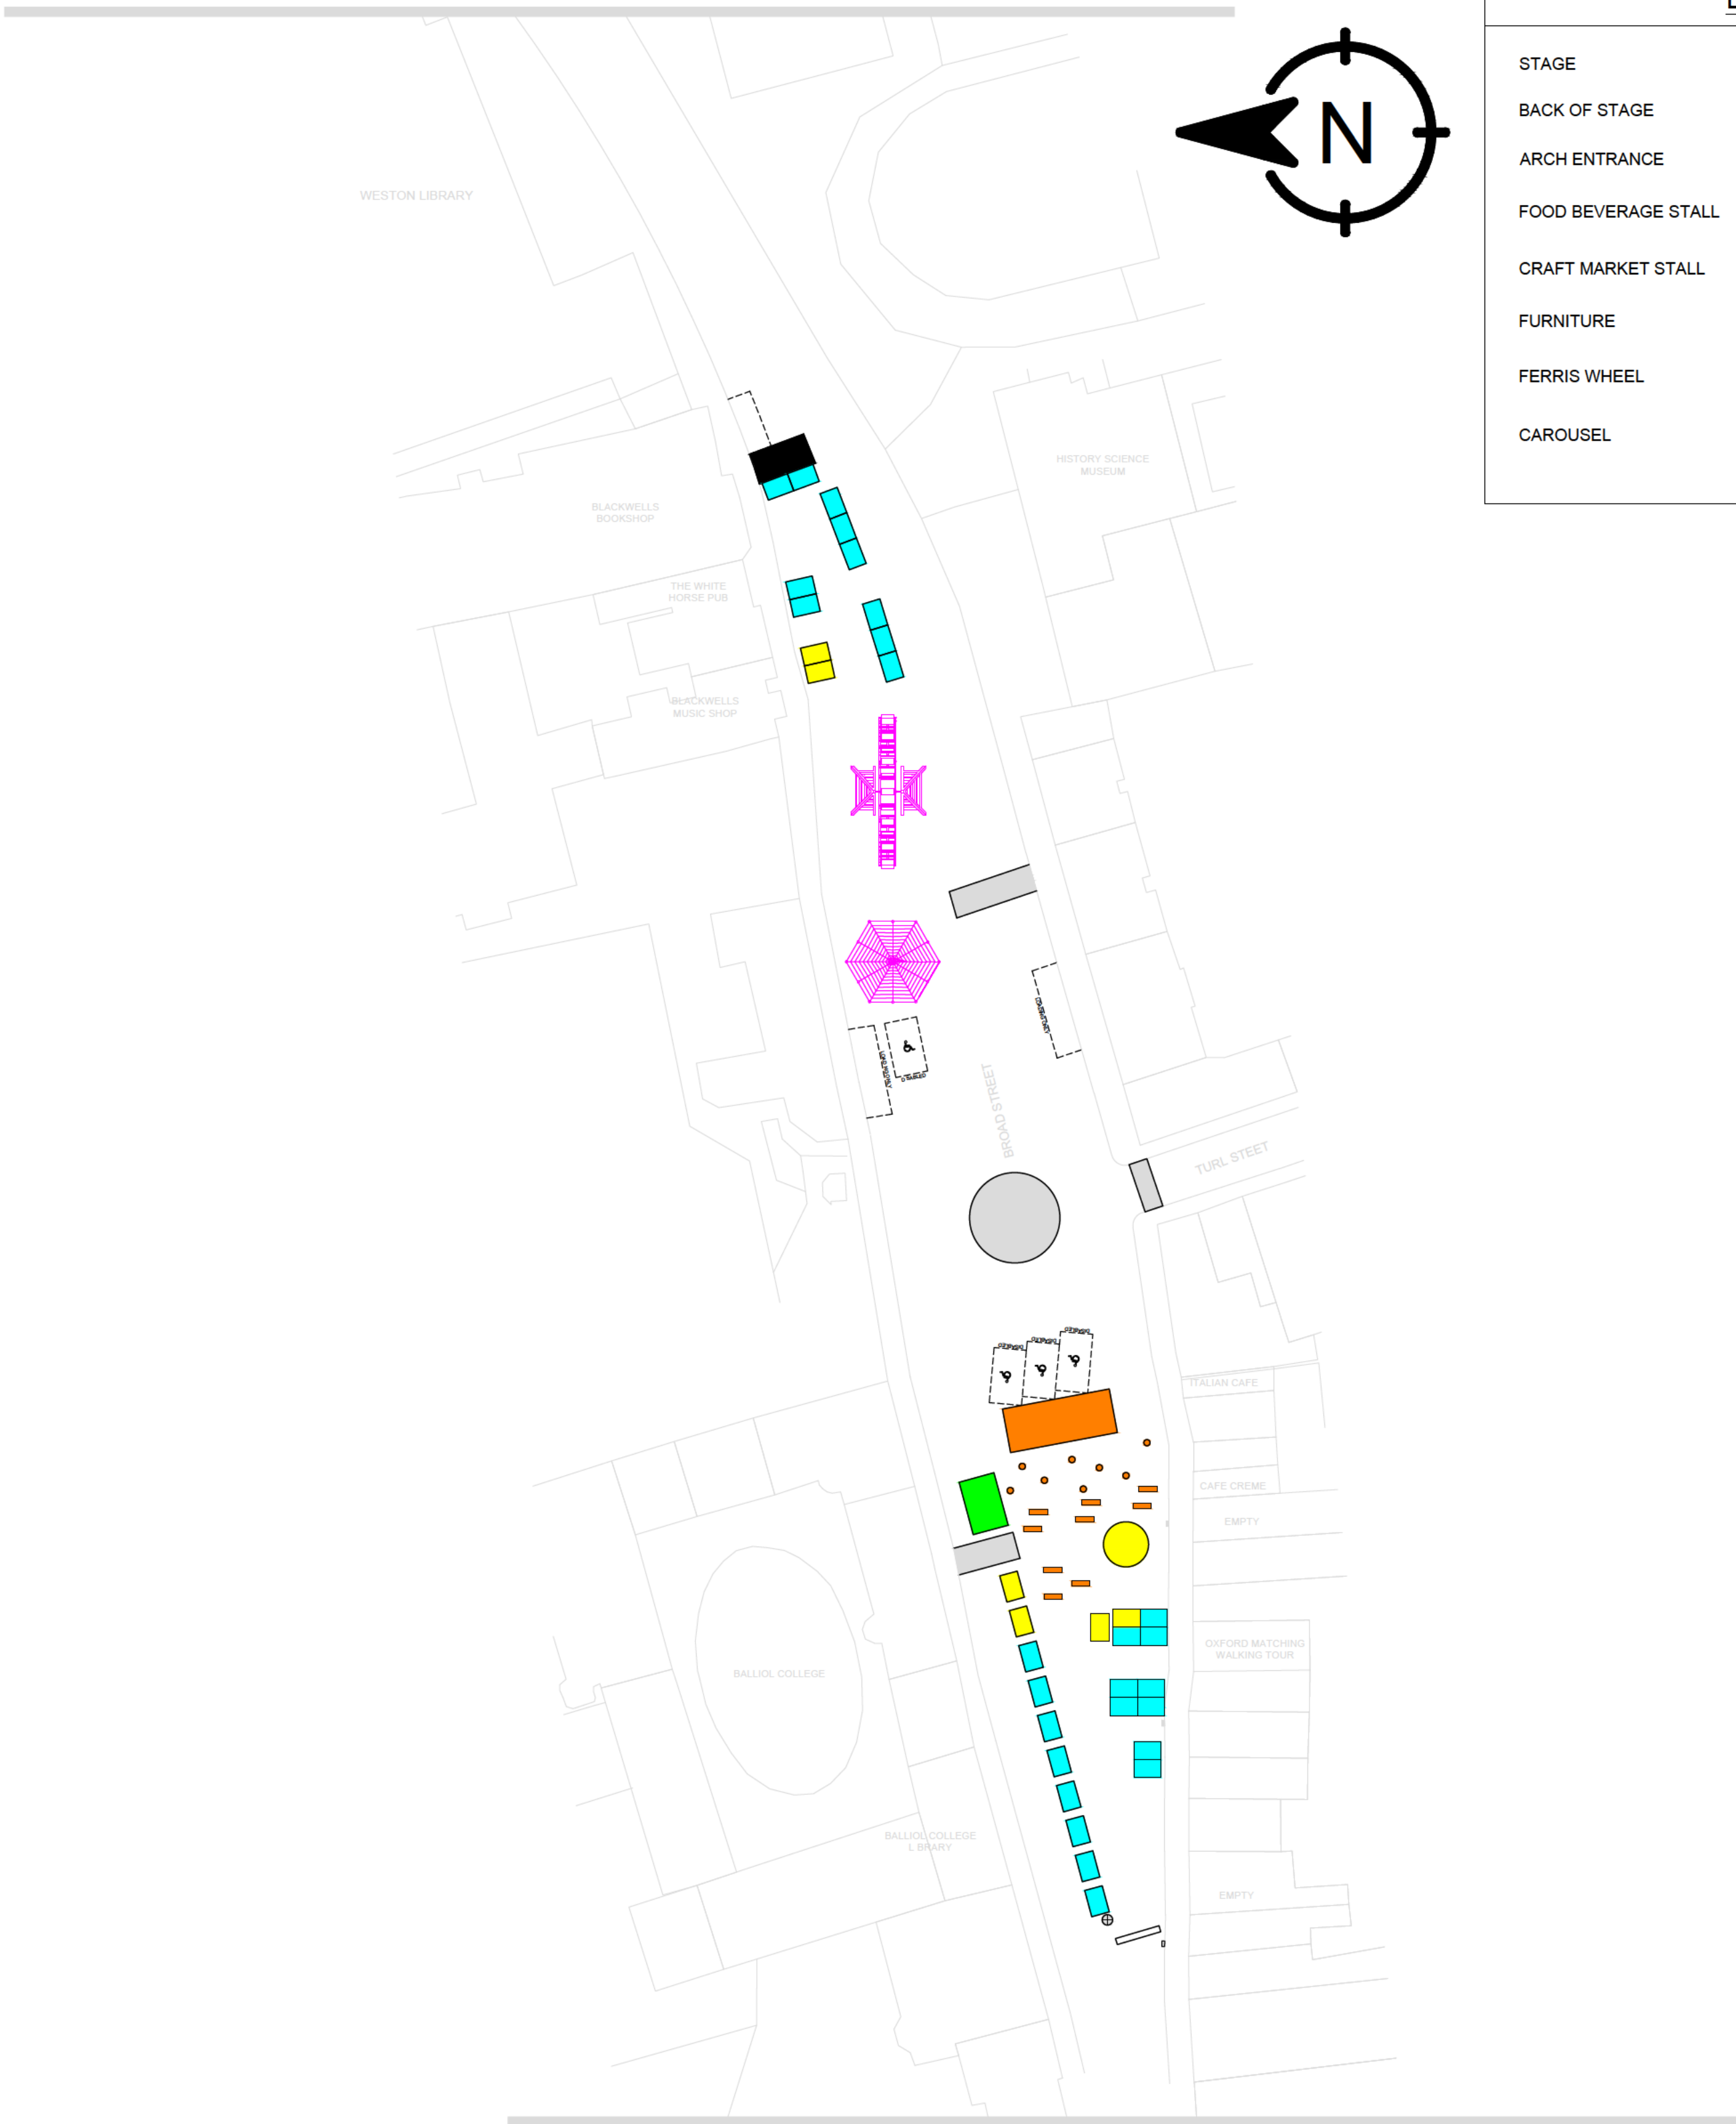 N
STAGE
BACK OF STAGE
ARCH ENTRANCE
FOOD BEVERAGE STALL
CRAFT MARKET STALL
FURNITURE
FERRIS WHEEL
CAROUSEL
WESTON LIBRARY
HISTORY SCIENCE
MUSEUM
BLACKWELLS
BOOKSHOP
THE WHITE
HORSE PUB
BLACKWELLS
MUSIC SHOP
BROAD STREET
TURL STEET
ITALIAN CAFE
CAFE CREME
EMPTY
OXFORD MATCHING
WALKING TOUR
BALLIOL COLLEGE
BALLIOL COLLEGE
L BRARY
EMPTY